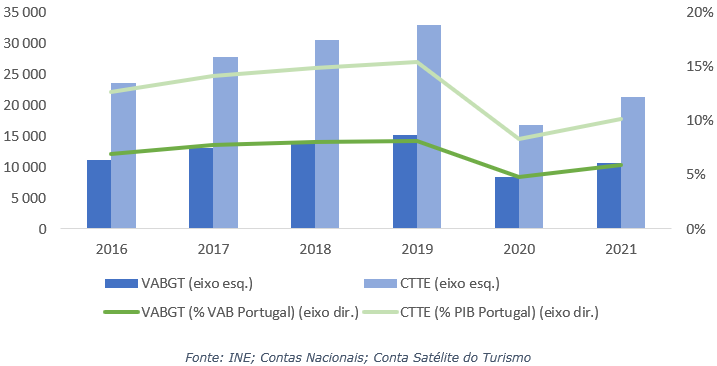 35 000 20%
30 000
25 000 15%
20 000
15 000 10%
10 000 5%
5 000
0 0%
2016 2017 2018 2019 2020 2021
VABGT (eixo esq.) CTTE (eixo esq.)
VABGT (% VAB Portugal) (eixo dir.) CTTE (% PIB Portugal) (eixo dir.)
Fonte: INE; Contas Nacionais; Conta Satélite do Turismo